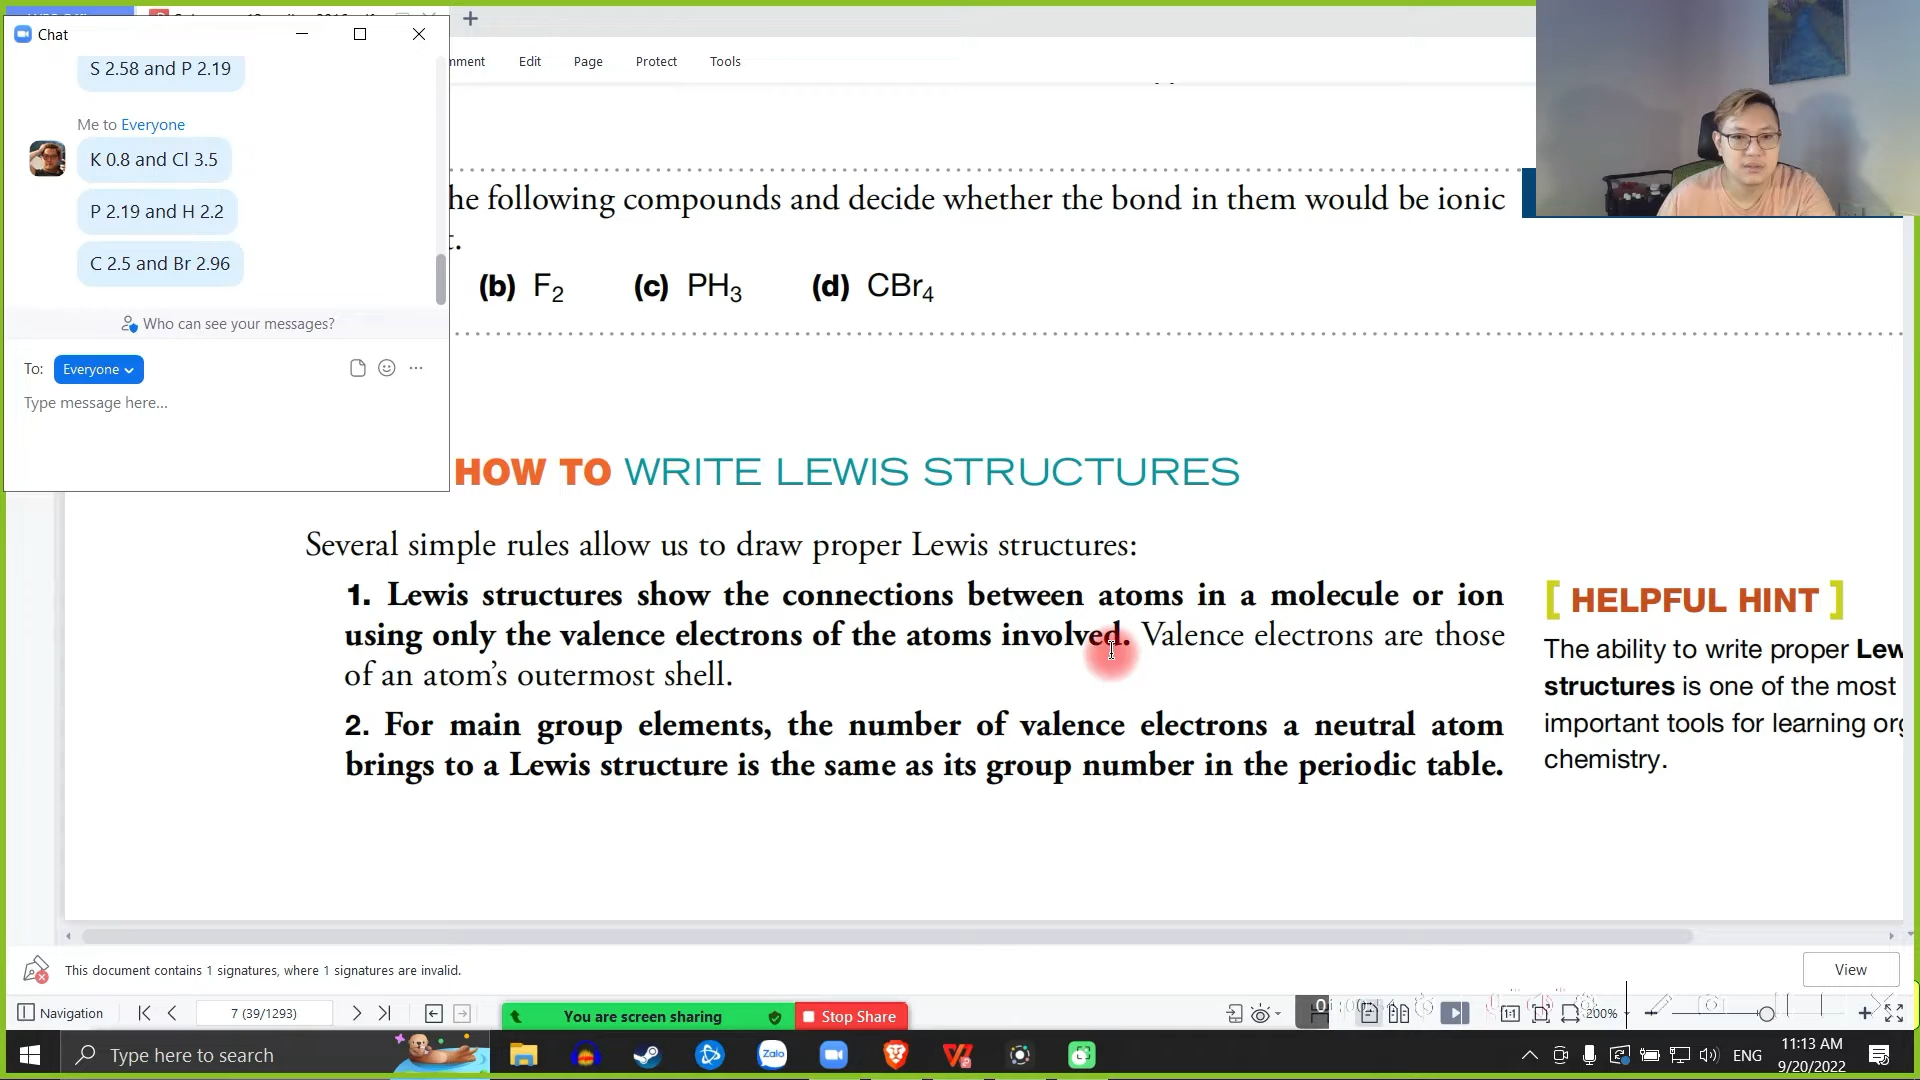 Chat
S 2.58 and P 2.19
Me to Everyone
K 0.8 and Cl 3.5
P 2.19 and H 2.2
C 2.5 and Br 2.96
Who can see your messages?
To: Everyone
Type message here...
mment Edit Page Protect Tools
he following compounds and decide whether the bond in them would be ionic
t.
(b) F2 (c) PH3 (d) CBr4
HOW TO WRITE LEWIS STRUCTURES
Several simple rules allow us to draw proper Lewis structures:
1. Lewis structures show the connections between atoms in a molecule or ion
using only the valence electrons of the atoms involved. Valence electrons are those
of an atom’s outermost shell.
2. For main group elements, the number of valence electrons a neutral atom
brings to a Lewis structure is the same as its group number in the periodic table.
[ HELPFUL HINT ]
The ability to write proper Lew
structures is one of the most
important tools for learning org
chemistry.
This document contains 1 signatures, where 1 signatures are invalid.
View
Navigation
7 (39/1293)
You are screen sharing
Stop Share
1:1
200%
Type here to search
Zalo
ENG
11:13 AM
9/20/2022